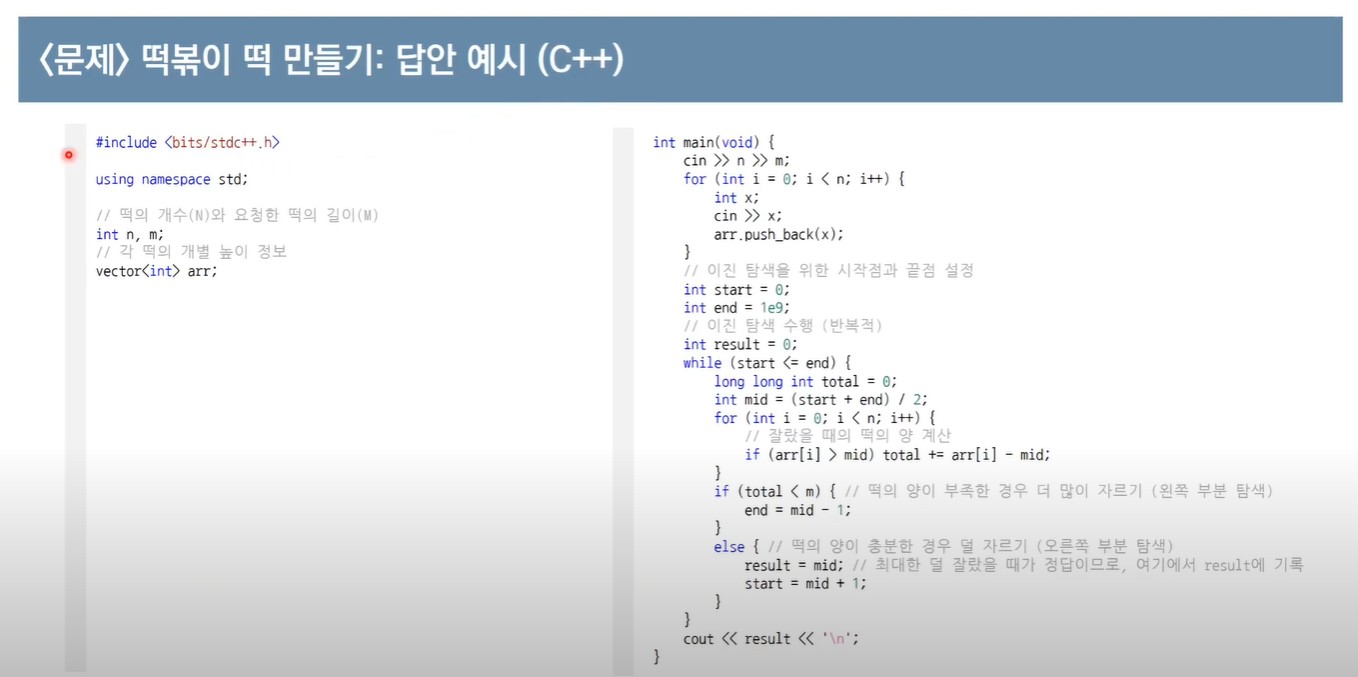 <문제> 떡볶이 떡 만들기: 답안 예시 (C++)
#include <bits/stdc++.h>
using namespace std;
// 떡의 개수(N)와 요청한 떡의 길이(M)
int n, m;
// 각 떡의 개별 높이 정보
vector<int> arr;
int main(void) {
cin >> n >> m;
for (int i = 0; i < n; i++) {
int x;
cin >> x;
arr.push_back(x);
}
// 이진 탐색을 위한 시작점과 끝점 설정
int start = 0;
int end = 1e9;
// 이진 탐색 수행 (반복적)
int result = 0;
while (start <= end) {
long long int total = 0;
int mid = (start + end) / 2;
for (int i = 0; i < n; i++) {
// 잘랐을 때의 떡의 양 계산
if (arr[i] > mid) total += arr[i] - mid;
}
if (total < m) { // 떡의 양이 부족한 경우 더 많이 자르기 (왼쪽 부분 탐색)
end = mid - 1;
}
else { // 떡의 양이 충분한 경우 덜 자르기 (오른쪽 부분 탐색)
result = mid; // 최대한 덜 잘랐을 때가 정답이므로, 여기에서 result에 기록
start = mid + 1;
}
}
cout << result << '\n';
}